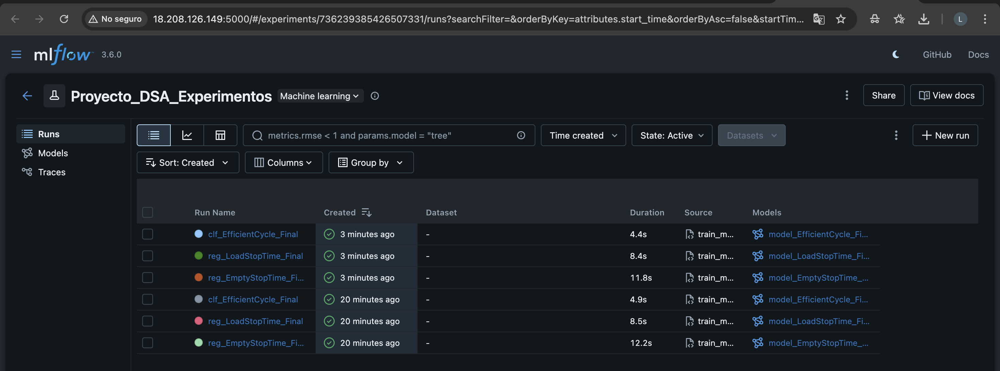 No seguro 18.208.126.149:5000/#/experiments/736239385426507331/runs?searchFilter=&orderByKey=attributes.start_time&orderByAsc=false&startTim... L
mlflow™ 3.6.0 GitHub Docs
Proyecto_DSA_Experimentos Machine learning Share View docs
Runs
Models
Traces
metrics.rmse < 1 and params.model = "tree" Time created State: Active Datasets New run
Sort: Created Columns Group by
Run Name Created Dataset Duration Source Models
clf_EfficientCycle_Final 3 minutes ago - 4.4s train_m... model_EfficientCycle_Fi...
reg_LoadStopTime_Final 3 minutes ago - 8.4s train_m... model_LoadStopTime_Fi...
reg_EmptyStopTime_Fi... 3 minutes ago - 11.8s train_m... model_EmptyStopTime_...
clf_EfficientCycle_Final 20 minutes ago - 4.9s train_m... model_EfficientCycle_Fi...
reg_LoadStopTime_Final 20 minutes ago - 8.5s train_m... model_LoadStopTime_Fi...
reg_EmptyStopTime_Fi... 20 minutes ago - 12.2s train_m... model_EmptyStopTime_...